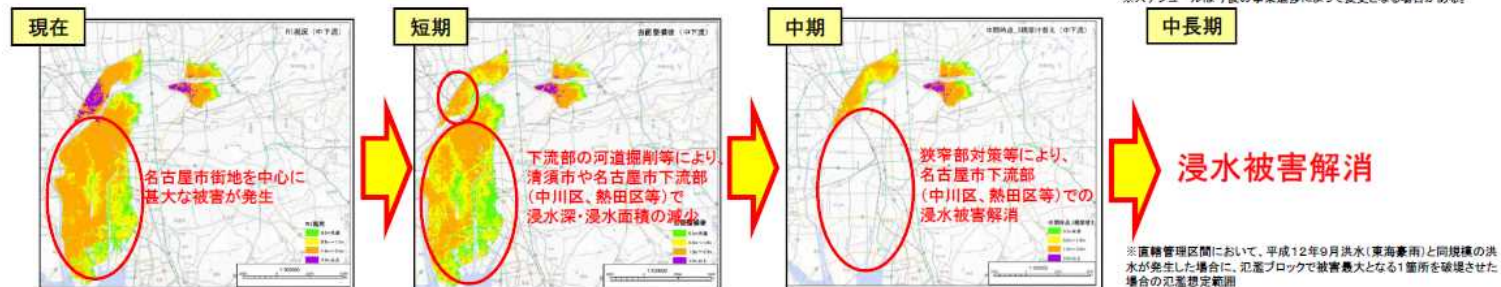 現在
短期
中期
中長期
当面整備後（中下流）
名古屋市街地を中心に
甚大な被害が発生
下流部の河道掘削等により、
清須市や名古屋市下流部
（中川区、熱田区等）で
浸水深・浸水面積の減少
狭窄部対策等により、
名古屋市下流部
（中川区、熱田区等）での
浸水被害解消
浸水被害解消
※直轄管理区間において、平成12年9月洪水（東海豪雨）と同規模の洪
水が発生した場合に、氾濫ブロックで被害最大となる1箇所を破堤させた
場合の氾濫想定範囲